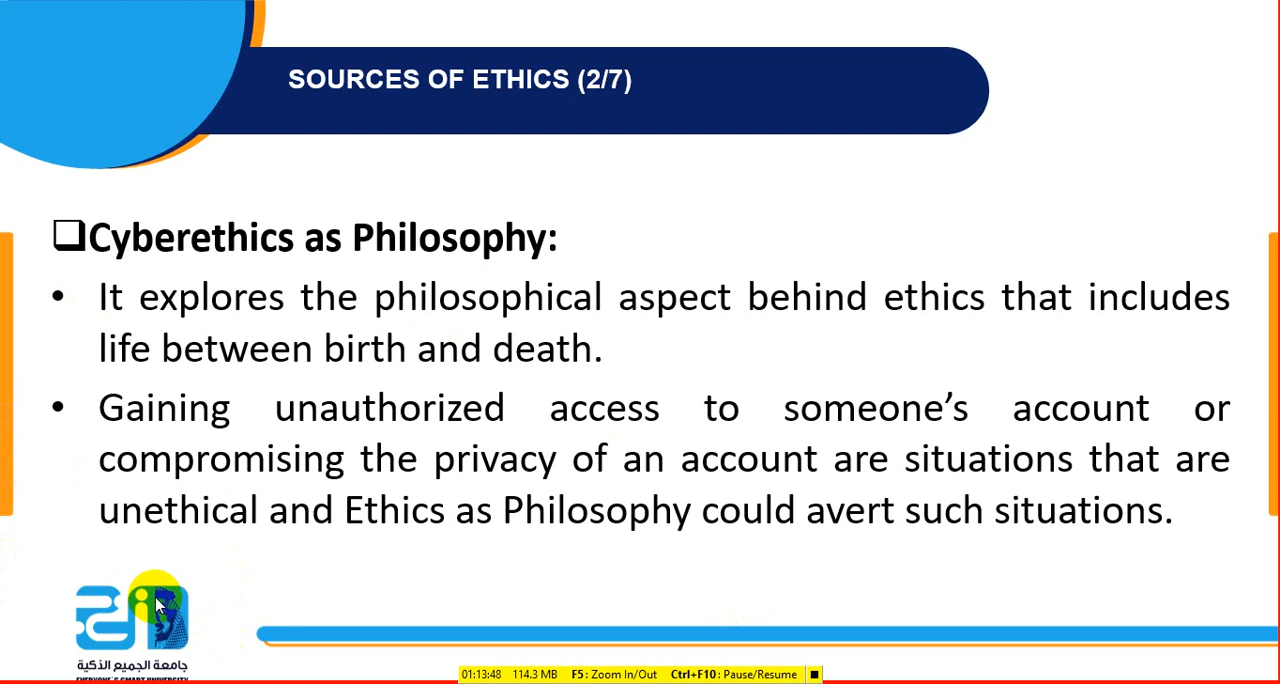 SOURCES OF ETHICS (2/7)
❑Cyberethics as Philosophy:
• It explores the philosophical aspect behind ethics that includes
life between birth and death.
• Gaining unauthorized access to someone’s account or
compromising the privacy of an account are situations that are
unethical and Ethics as Philosophy could avert such situations.
جامعة الجميع الذكية
EVERYONE'S SMART UNIVERSITY
01:13:48 114.3 MB F5: Zoom In/Out Ctrl+F10: Pause/Resume